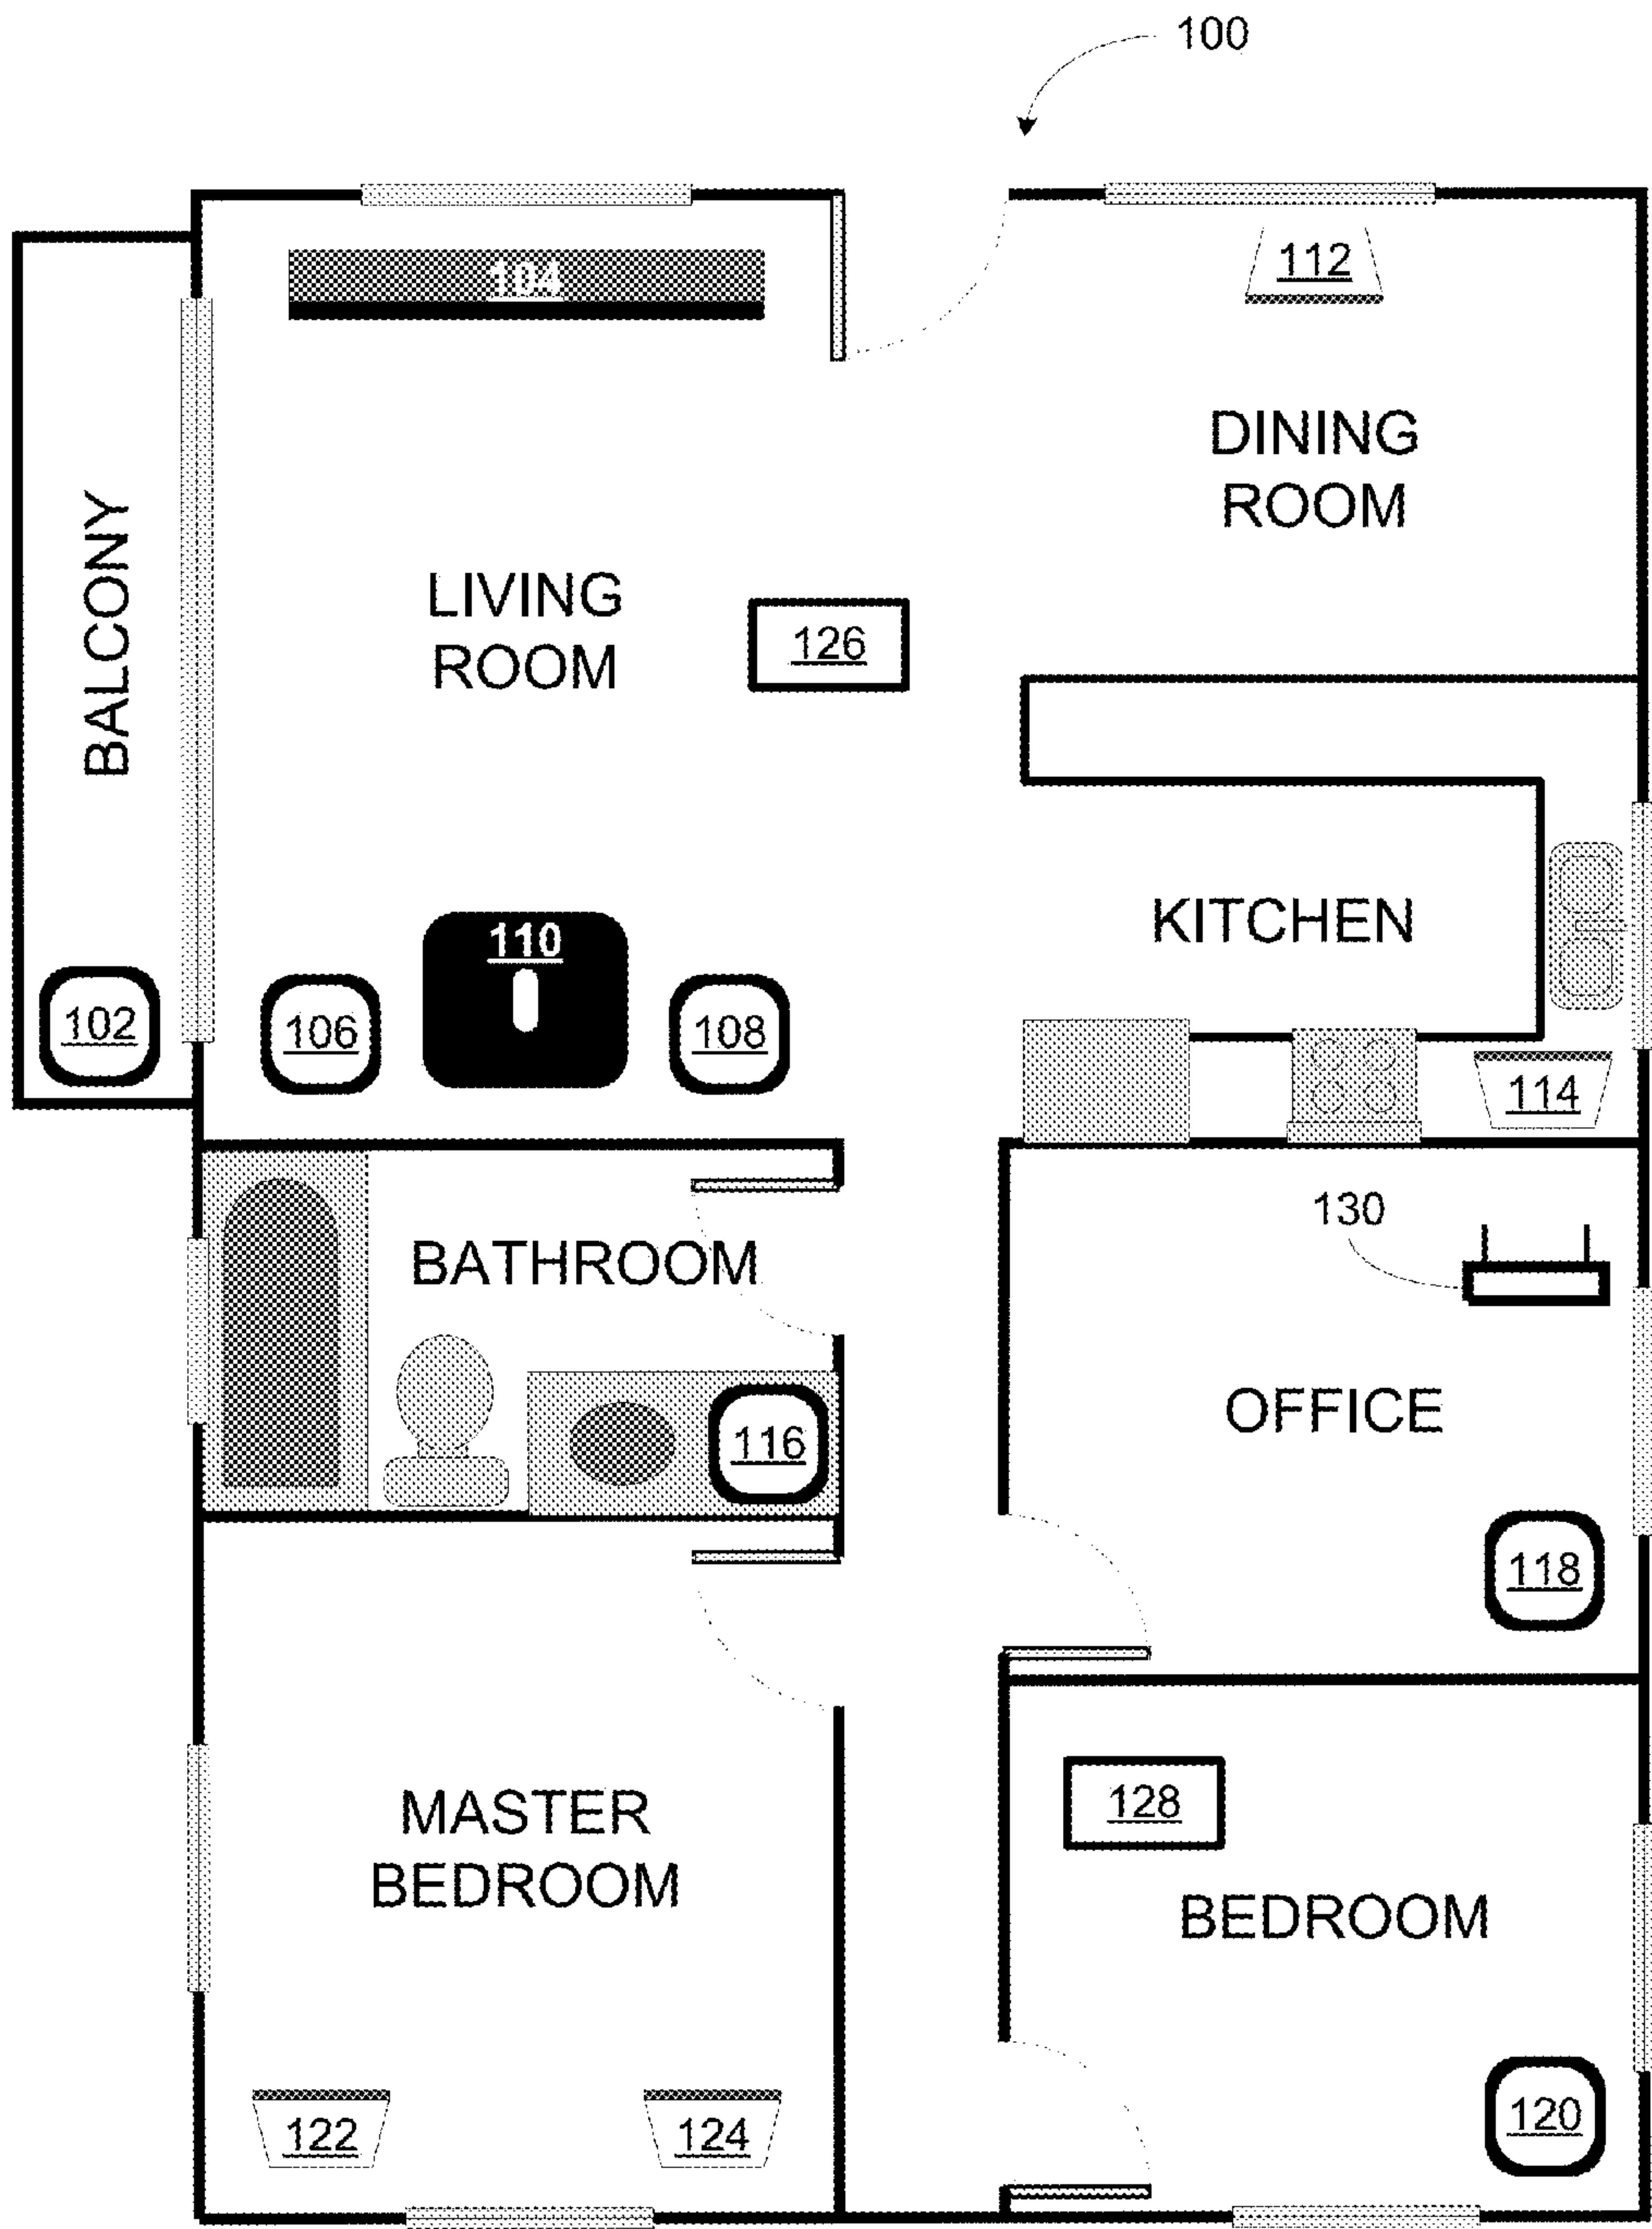 100
104
112
DINING
ROOM
BALCONY
LIVING
ROOM
126
KITCHEN
110
102
106
108
114
130
BATHROOM
OFFICE
116
118
MASTER
BEDROOM
128
BEDROOM
122
124
120